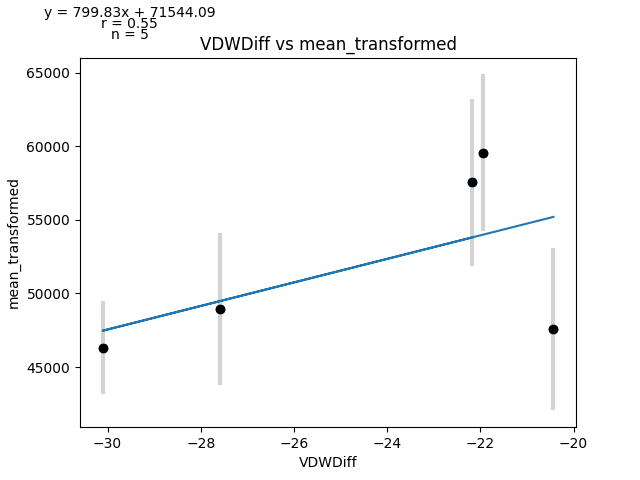 y = 799.83x + 71544.09
r = 0.55
n = 5
VDWDiff vs mean_transformed
65000
60000
55000
50000
45000
mean_transformed
−30
−28
−26
−24
−22
−20
VDWDiff